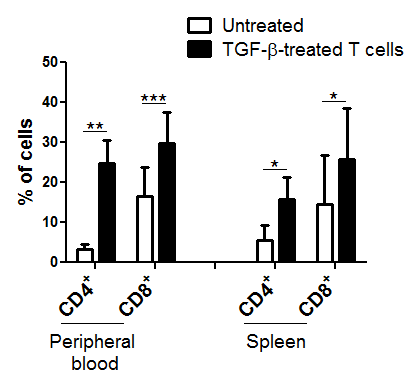 Untreated
TGF-β-treated T cells
% of cells
50
40
30
20
10
0
**
***
*
*
CD4⁺
CD8⁺
CD4⁺
CD8⁺
Peripheral
blood
Spleen